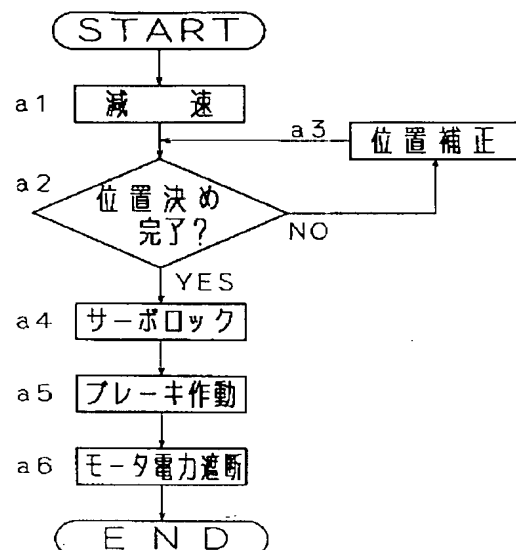 START
a1 減速
a3 位置補正
a2 位置決め
完了?
NO
YES
a4 サーボロック
a5 ブレーキ作動
a6 モータ電力遮断
END